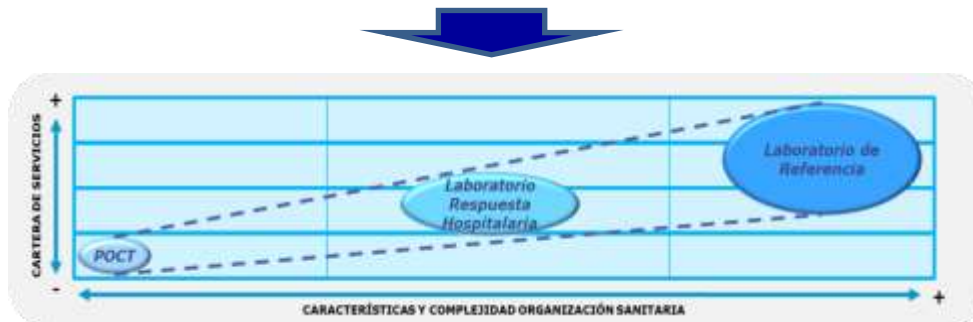 +
CARTERA DE SERVICIOS
-
POCT
Laboratorio
Respuesta
Hospitalaria
Laboratorio de
Referencia
+
CARACTERÍSTICAS Y COMPLEJIDAD ORGANIZACIÓN SANITARIA